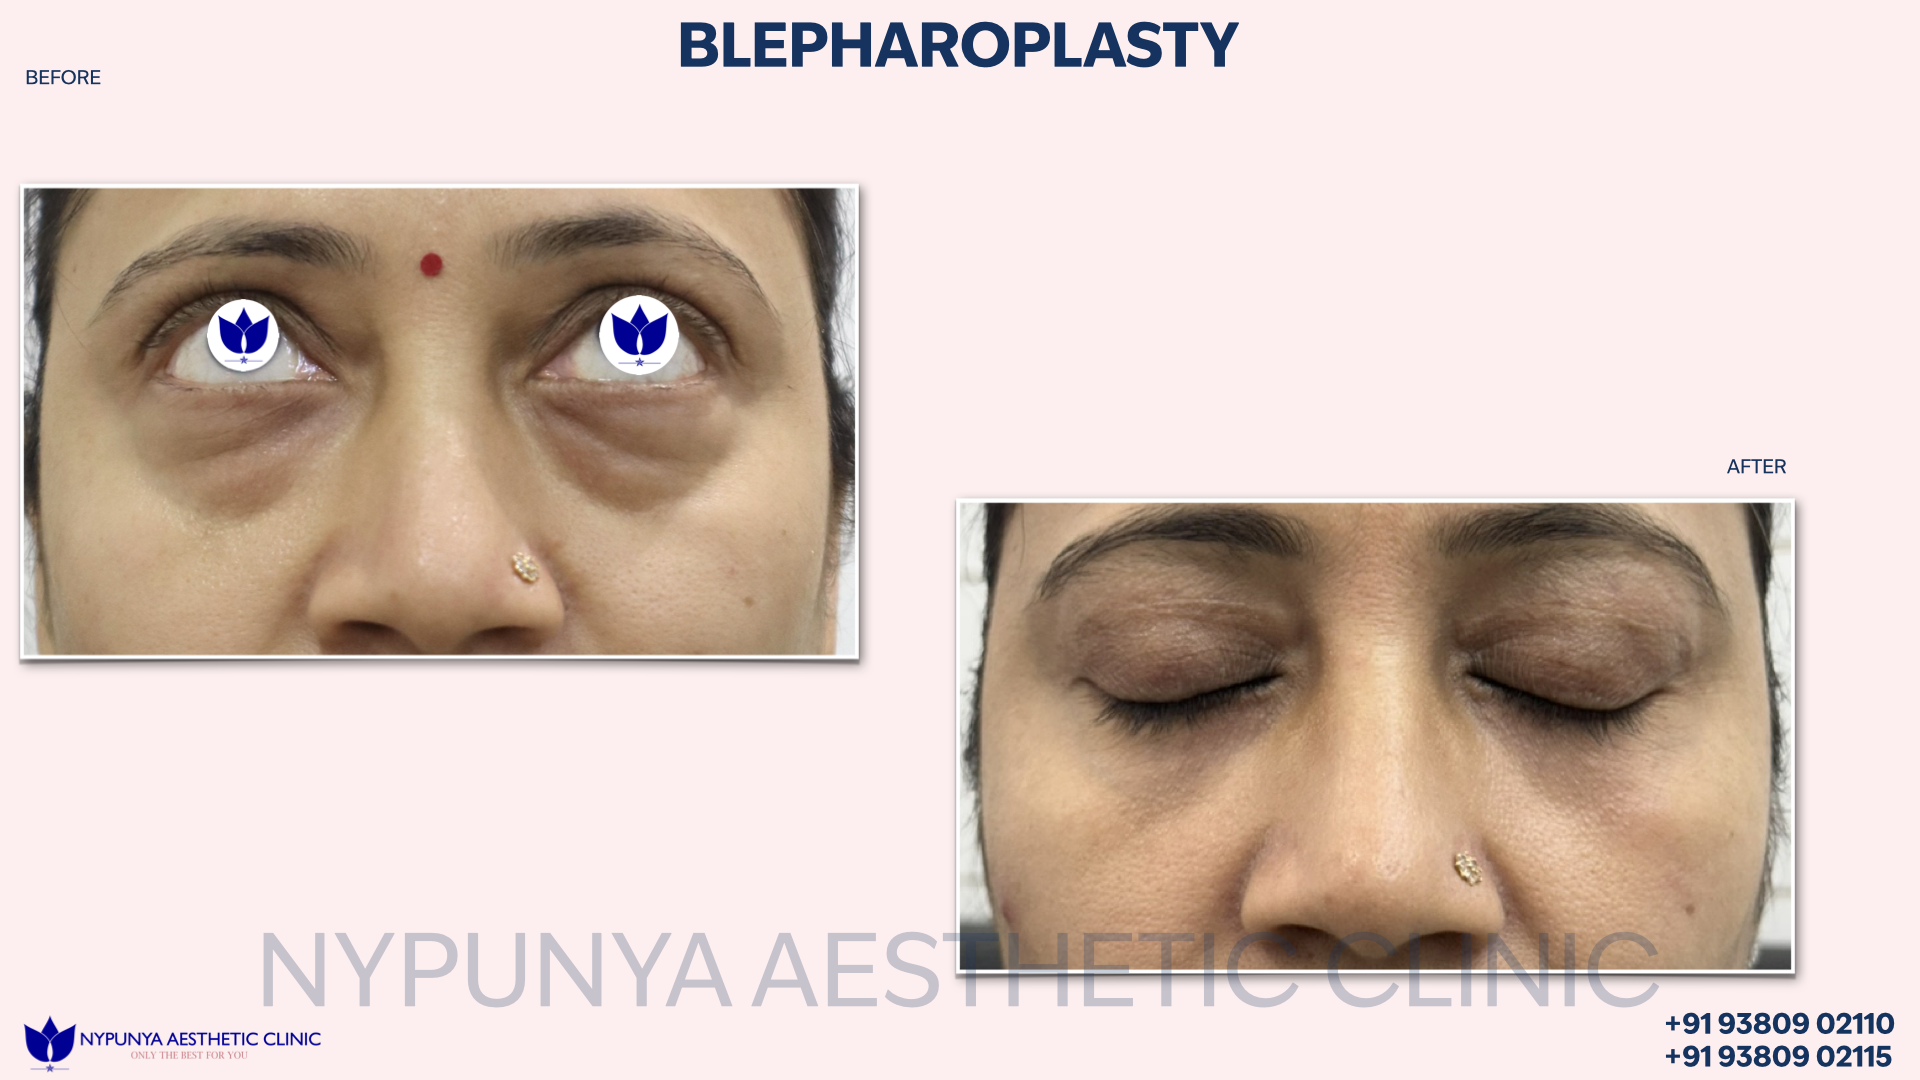 BLEPHAROPLASTY
BEFORE
AFTER
NYPUNYA AESTHETIC CLINIC
NYPUNYA AESTHETIC CLINIC
ONLY THE BEST FOR YOU
+91 93809 02110
+91 93809 02115